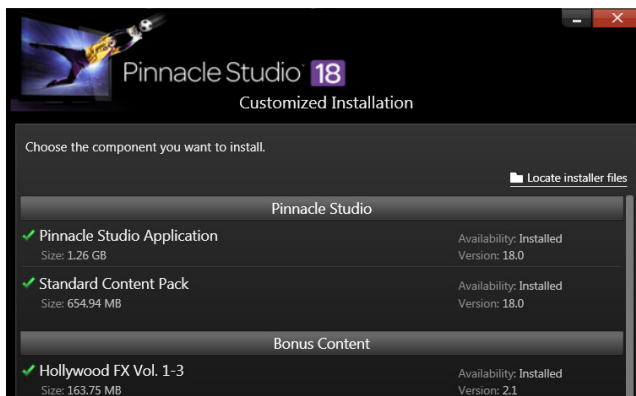 Pinnacle Studio 18
Customized Installation
Choose the component you want to install.
Locate installer files
Pinnacle Studio
Pinnacle Studio Application
Availability: Installed
Size: 1.26 GB
Version: 18.0
Standard Content Pack
Availability: Installed
Size: 654.94 MB
Version: 18.0
Bonus Content
Hollywood FX Vol. 1-3
Availability: Installed
Size: 163.75 MB
Version: 2.1